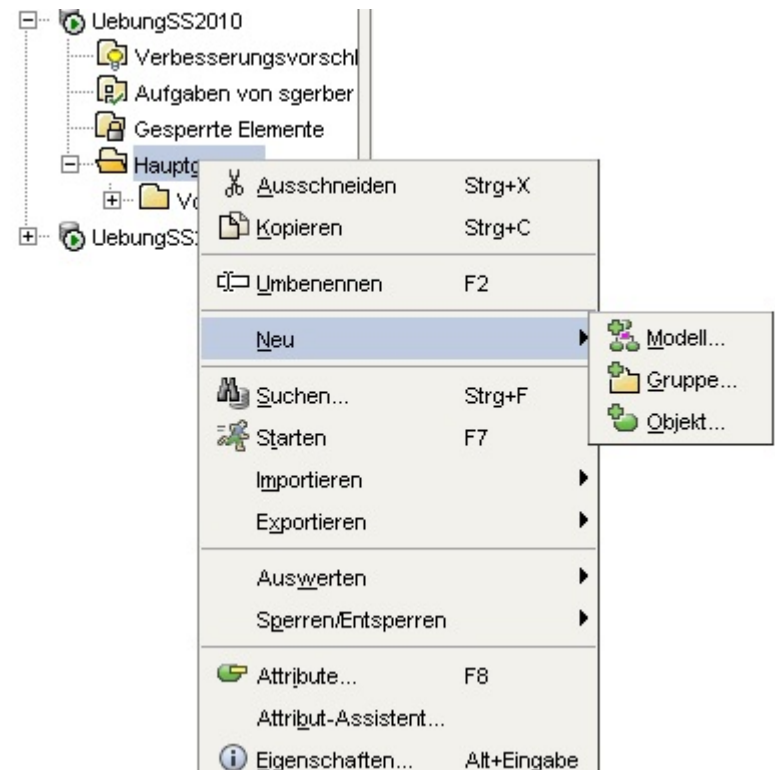 UebungSS2010
Verbesserungsvorschl
Aufgaben von sgerber
Gesperrte Elemente
Hauptg
UebungSS
Ausschneiden Strg+X
Kopieren Strg+C
Umbenennen F2
Neu
Suchen... Strg+F
Starten F7
Importieren
Exportieren
Auswerten
Sperren/Entsperren
Attribute... F8
Attribut-Assistent...
Eigenschaften... Alt+Eingabe
Modell...
Gruppe...
Objekt...